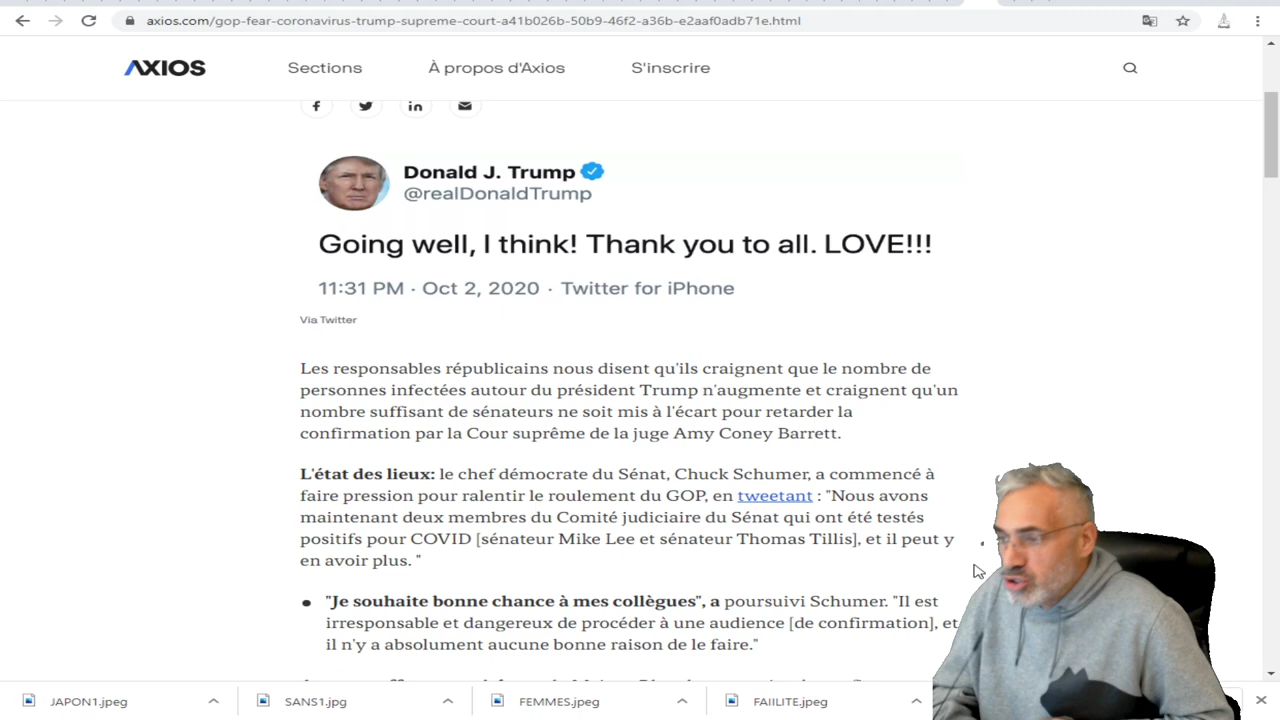 axios.com/gop-fear-coronavirus-trump-supreme-court-a41b026b-50b9-46f2-a36b-e2aaf0adb71e.html
AXIOS Sections À propos d'Axios S'inscrire
Donald J. Trump
@realDonaldTrump
Going well, I think! Thank you to all. LOVE!!!
11:31 PM · Oct 2, 2020 · Twitter for iPhone
Via Twitter
Les responsables républicains nous disent qu'ils craignent que le nombre de
personnes infectées autour du président Trump n'augmente et craignent qu'un
nombre suffisant de sénateurs ne soit mis à l'écart pour retarder la
confirmation par la Cour suprême de la juge Amy Coney Barrett.
L'état des lieux: le chef démocrate du Sénat, Chuck Schumer, a commencé à
faire pression pour ralentir le roulement du GOP, en tweetant : "Nous avons
maintenant deux membres du Comité judiciaire du Sénat qui ont été testés
positifs pour COVID [sénateur Mike Lee et sénateur Thomas Tillis], et il peut y
en avoir plus. "
● "Je souhaite bonne chance à mes collègues", a poursuivi Schumer. "Il est
irresponsable et dangereux de procéder à une audience [de confirmation], et
il n'y a absolument aucune bonne raison de le faire."
JAPON1.jpeg SANS1.jpg FEMMES.jpeg FAIILITE.jpeg